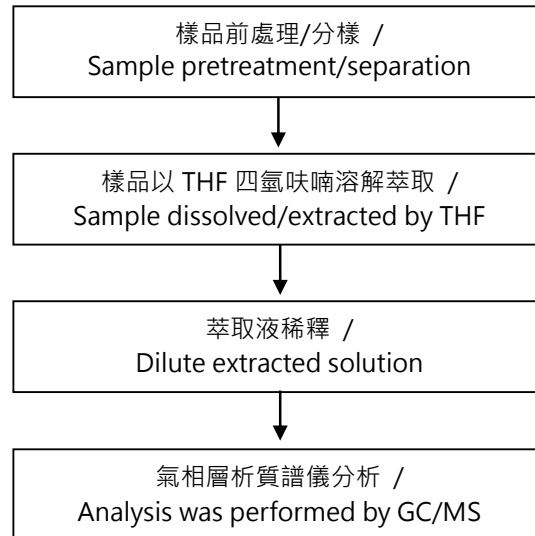 樣品前處理/分樣 /
Sample pretreatment/separation
樣品以 THF 四氫呋喃溶解萃取 /
Sample dissolved/extracted by THF
萃取液稀釋 /
Dilute extracted solution
氣相層析質譜儀分析 /
Analysis was performed by GC/MS